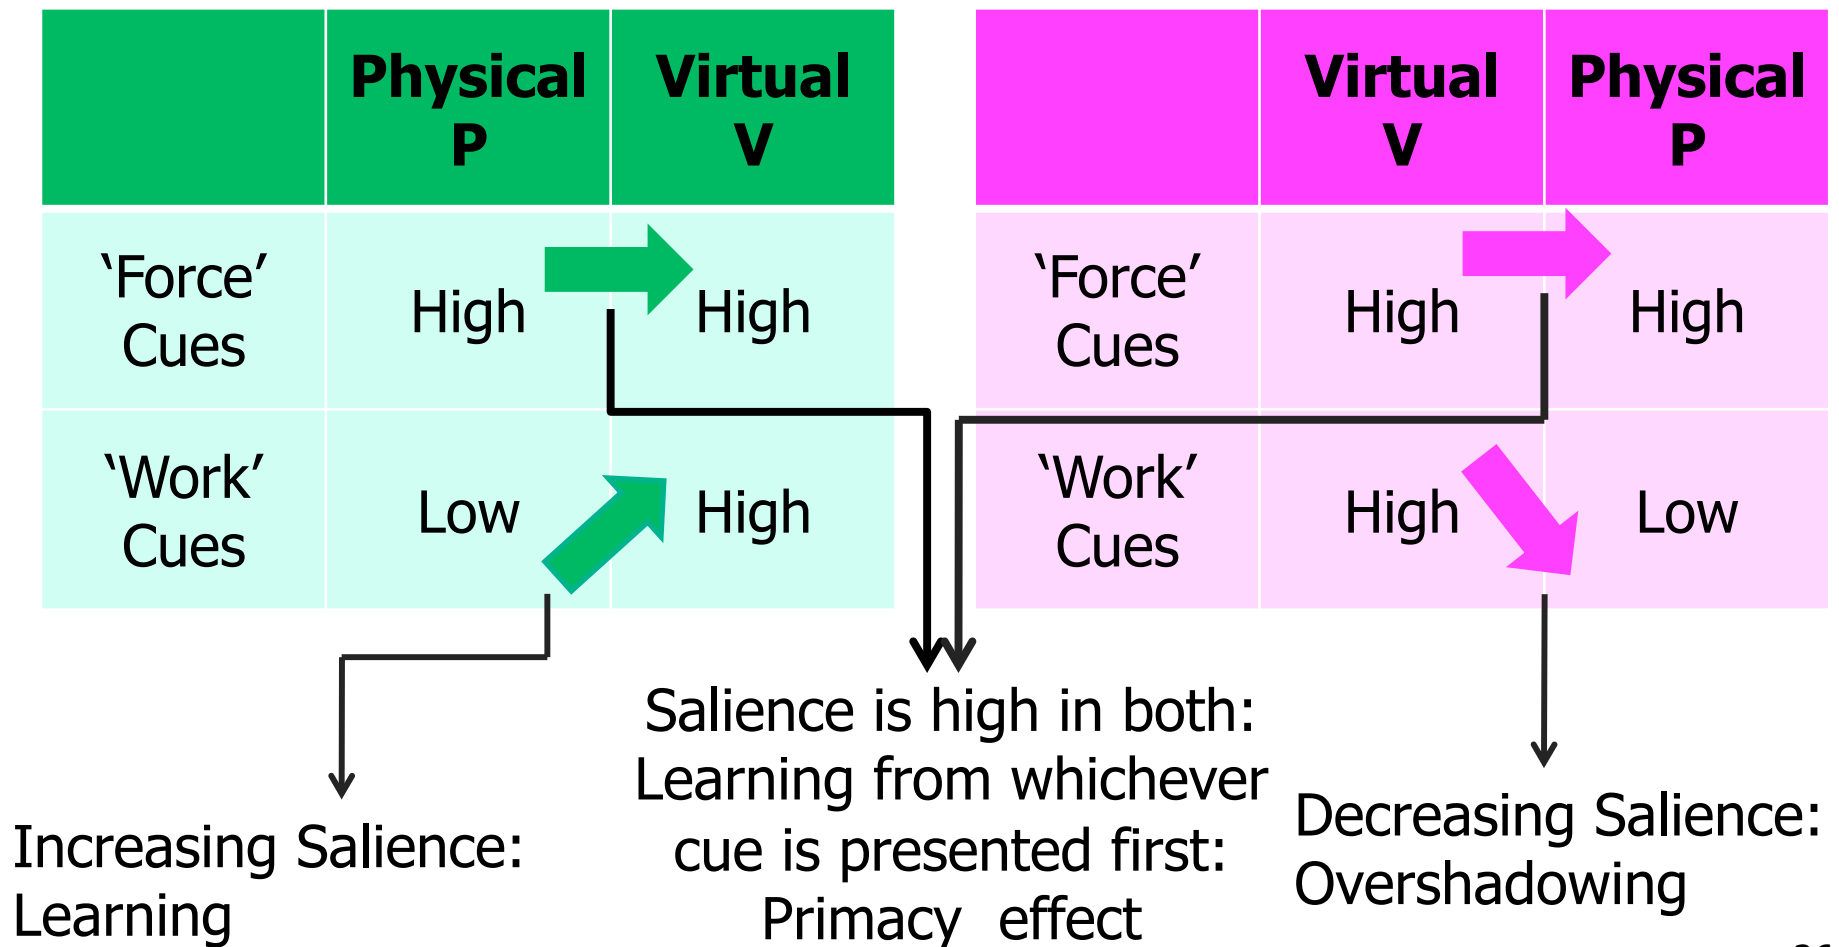 Physical
P
Virtual
V
‘Force’
Cues
High
High
‘Work’
Cues
Low
High
Virtual
V
Physical
P
‘Force’
Cues
High
High
‘Work’
Cues
High
Low
Increasing Salience:
Learning
Salience is high in both:
Learning from whichever
cue is presented first:
Primacy effect
Decreasing Salience:
Overshadowing